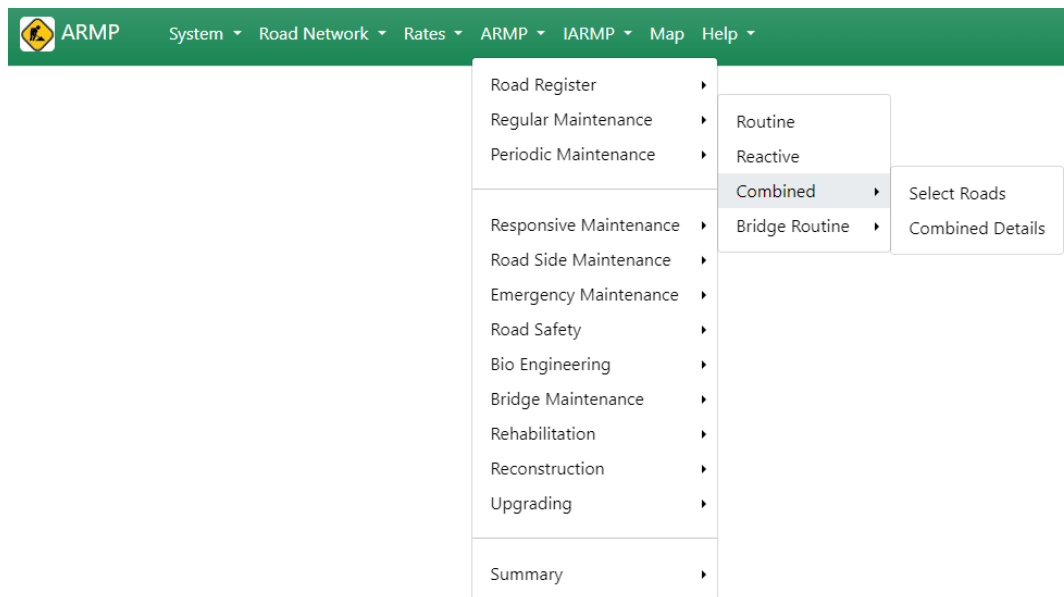 ARMP System Road Network Rates ARMP IARMP Map Help
Road Register
Regular Maintenance
Periodic Maintenance
Responsive Maintenance
Road Side Maintenance
Emergency Maintenance
Road Safety
Bio Engineering
Bridge Maintenance
Rehabilitation
Reconstruction
Upgrading
Summary
Routine
Reactive
Combined
Bridge Routine
Select Roads
Combined Details